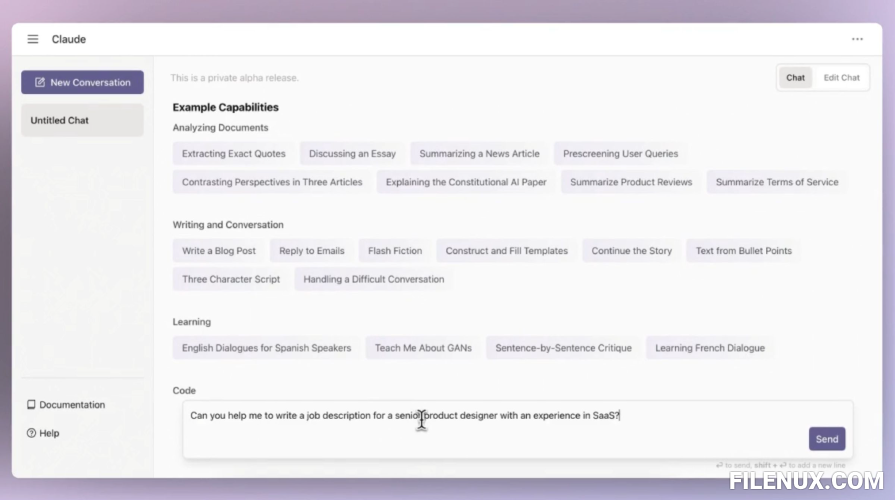 Claude
New Conversation
Untitled Chat
This is a private alpha release.
Chat Edit Chat
Example Capabilities
Analyzing Documents
Extracting Exact Quotes Discussing an Essay Summarizing a News Article Prescreening User Queries
Contrasting Perspectives in Three Articles Explaining the Constitutional AI Paper Summarize Product Reviews Summarize Terms of Service
Writing and Conversation
Write a Blog Post Reply to Emails Flash Fiction Construct and Fill Templates Continue the Story Text from Bullet Points
Three Character Script Handling a Difficult Conversation
Learning
English Dialogues for Spanish Speakers Teach Me About GANs Sentence-by-Sentence Critique Learning French Dialogue
Code
Can you help me to write a job description for a senior product designer with an experience in SaaS?
Send
⏎ to send, shift + ⏎ to add a new line
Documentation
Help
FILENUX.COM